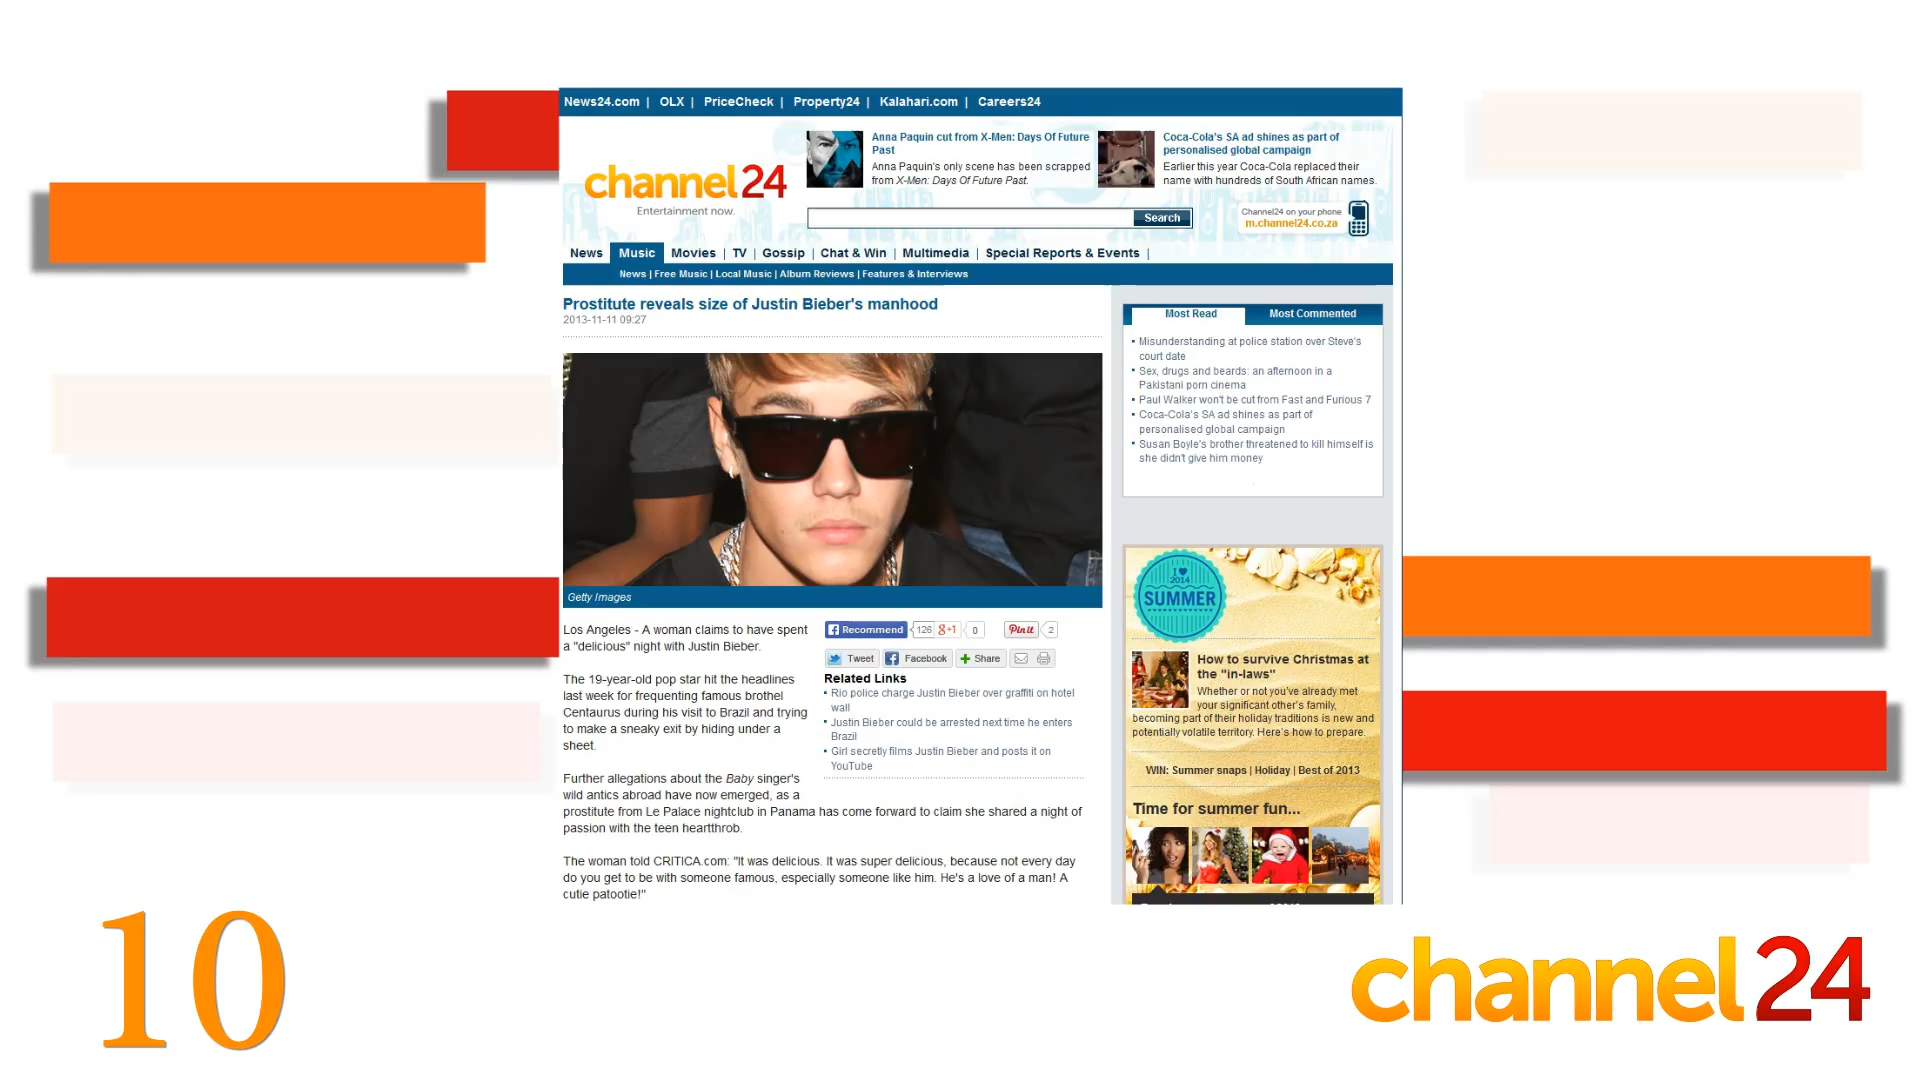 News24.com | OLX | PriceCheck | Property24 | Kalahari.com | Careers24
channel24
Entertainment now.
Anna Paquin cut from X-Men: Days Of Future
Past
Anna Paquin's only scene has been scrapped
from X-Men: Days Of Future Past.
Coca-Cola's SA ad shines as part of
personalised global campaign
Earlier this year Coca-Cola replaced their
name with hundreds of South African names.
Search
Channel24 on your phone
m.channel24.co.za
News Music Movies | TV | Gossip | Chat & Win | Multimedia | Special Reports & Events |
News | Free Music | Local Music | Album Reviews | Features & Interviews
Prostitute reveals size of Justin Bieber's manhood
2013-11-11 09:27
Getty Images
Los Angeles - A woman claims to have spent
a "delicious" night with Justin Bieber.
The 19-year-old pop star hit the headlines
last week for frequenting famous brothel
Centaurus during his visit to Brazil and trying
to make a sneaky exit by hiding under a
sheet.
Further allegations about the Baby singer's
wild antics abroad have now emerged, as a
prostitute from Le Palace nightclub in Panama has come forward to claim she shared a night of
passion with the teen heartthrob.
The woman told CRITICA.com: "It was delicious. It was super delicious, because not every day
do you get to be with someone famous, especially someone like him. He's a love of a man! A
cutie patootie!"
Recommend 126 g+1 0 Pin it 2
Tweet Facebook Share
Related Links
Rio police charge Justin Bieber over graffiti on hotel
wall
Justin Bieber could be arrested next time he enters
Brazil
Girl secretly films Justin Bieber and posts it on
YouTube
Most Read Most Commented
Misunderstanding at police station over Steve's
court date
Sex, drugs and beards: an afternoon in a
Pakistani porn cinema
Paul Walker won't be cut from Fast and Furious 7
Coca-Cola's SA ad shines as part of
personalised global campaign
Susan Boyle's brother threatened to kill himself is
she didn't give him money
I ♥
2014
SUMMER
How to survive Christmas at
the "in-laws"
Whether or not you've already met
your significant other's family,
becoming part of their holiday traditions is new and
potentially volatile territory. Here's how to prepare.
WIN: Summer snaps | Holiday | Best of 2013
Time for summer fun...
10
channel24